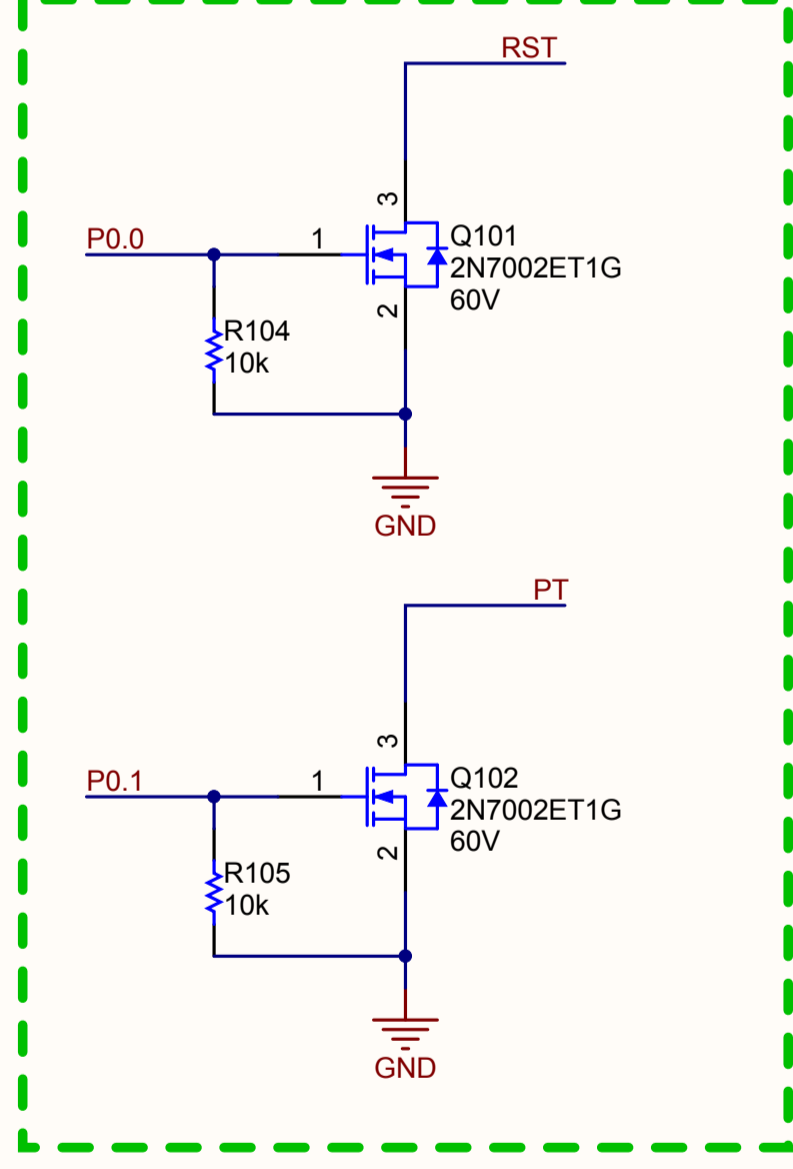 RST
3
P0.0
1
Q101
2N7002ET1G
60V
2
R104
10k
GND
PT
3
P0.1
1
Q102
2N7002ET1G
60V
2
R105
10k
GND